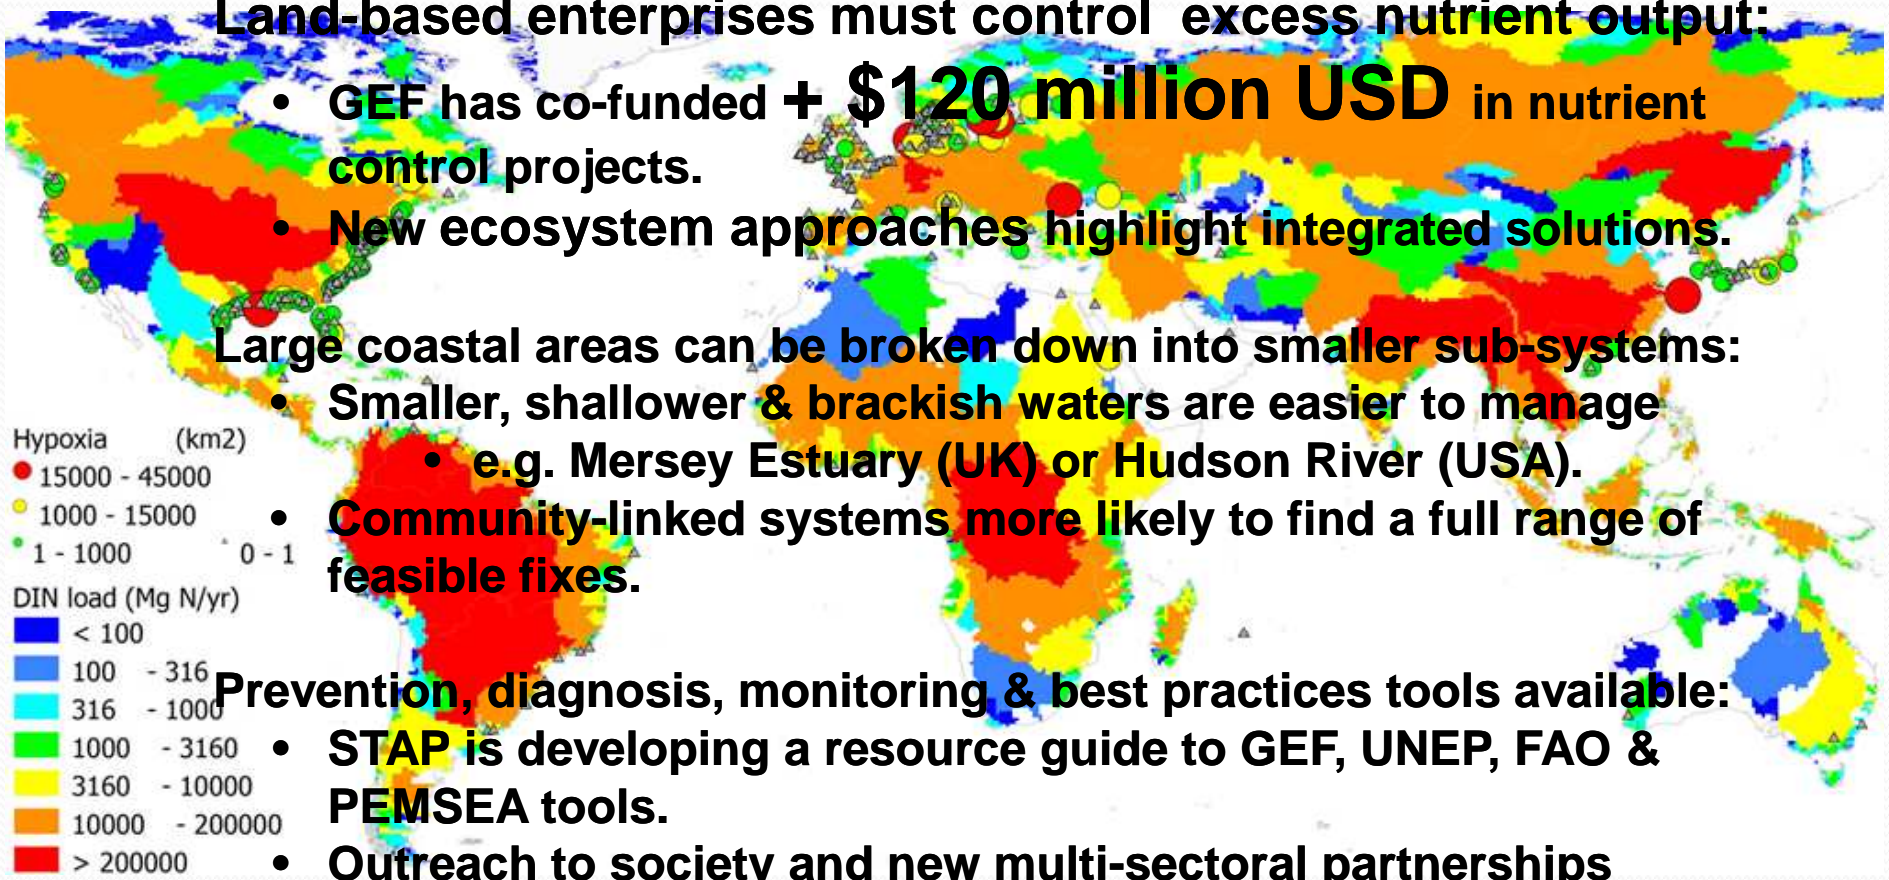 Land-based enterprises must control excess nutrient output:
• GEF has co-funded + $120 million USD in nutrient
control projects.
• New ecosystem approaches highlight integrated solutions.
Large coastal areas can be broken down into smaller sub-systems:
• Smaller, shallower & brackish waters are easier to manage
• e.g. Mersey Estuary (UK) or Hudson River (USA).
• Community-linked systems more likely to find a full range of
feasible fixes.
Prevention, diagnosis, monitoring & best practices tools available:
• STAP is developing a resource guide to GEF, UNEP, FAO &
PEMSEA tools.
• Outreach to society and new multi-sectoral partnerships
Hypoxia (km2)
15000 - 45000
1000 - 15000
1 - 1000 0 - 1
DIN load (Mg N/yr)
< 100
100 - 316
316 - 1000
1000 - 3160
3160 - 10000
10000 - 200000
> 200000